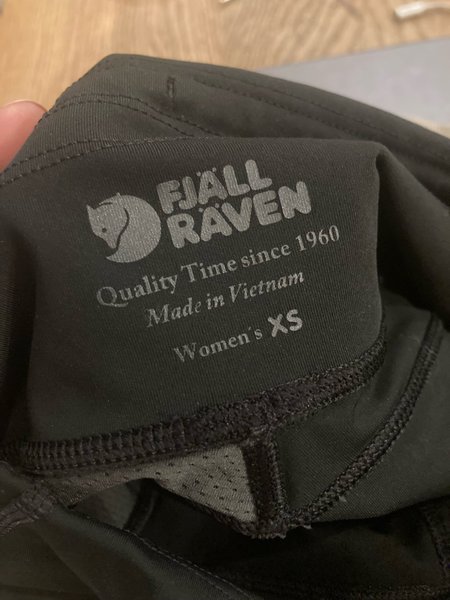 FJÄLL
RÄVEN
Quality Time since 1960
Made in Vietnam
Women's XS